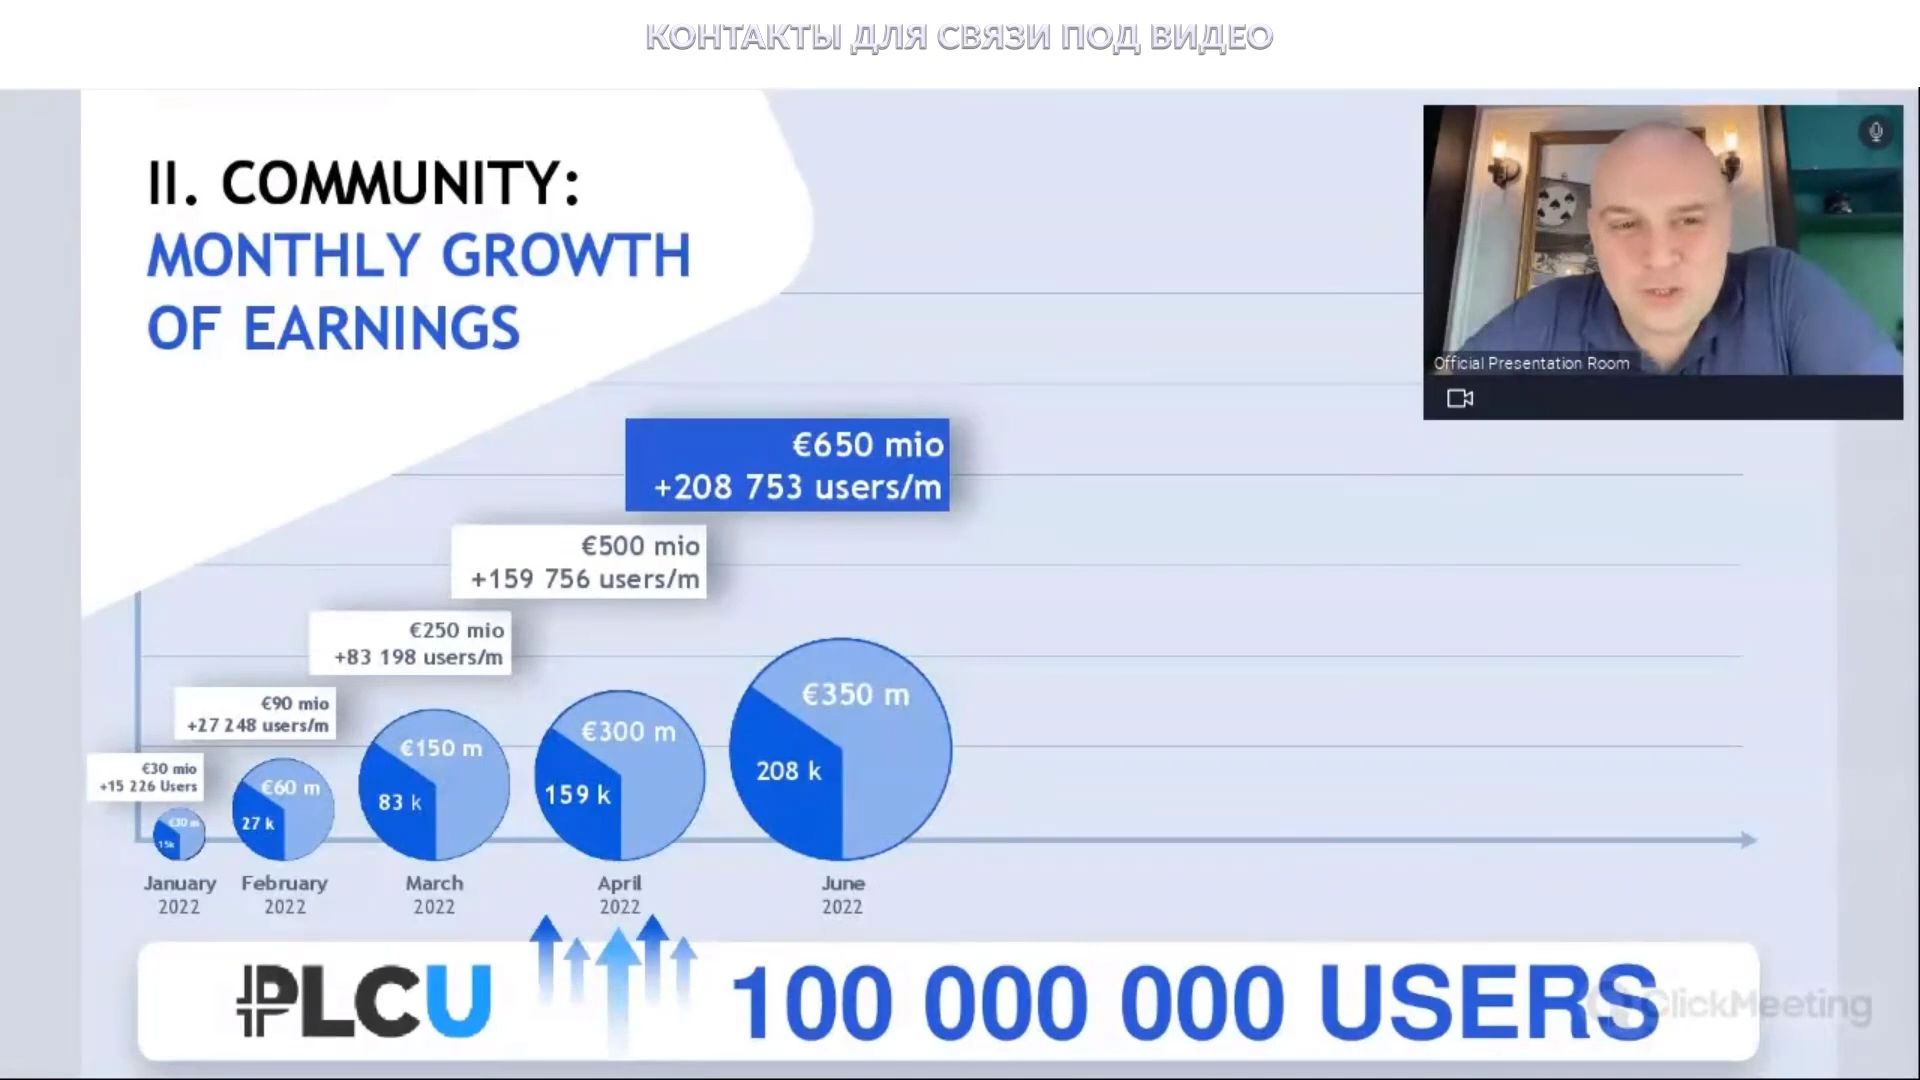 КОНТАКТЫ ДЛЯ СВЯЗИ ПОД ВИДЕО
II. COMMUNITY:
MONTHLY GROWTH
OF EARNINGS
Official Presentation Room
€650 mio
+208 753 users/m
€500 mio
+159 756 users/m
€250 mio
+83 198 users/m
€90 mio
+27 248 users/m
€30 mio
+15 226 Users
€30 m
15k
€60 m
27 k
€150 m
83 k
€300 m
159 k
€350 m
208 k
January
2022
February
2022
March
2022
April
2022
June
2022
PLCU
100 000 000 USERS
ClickMeeting